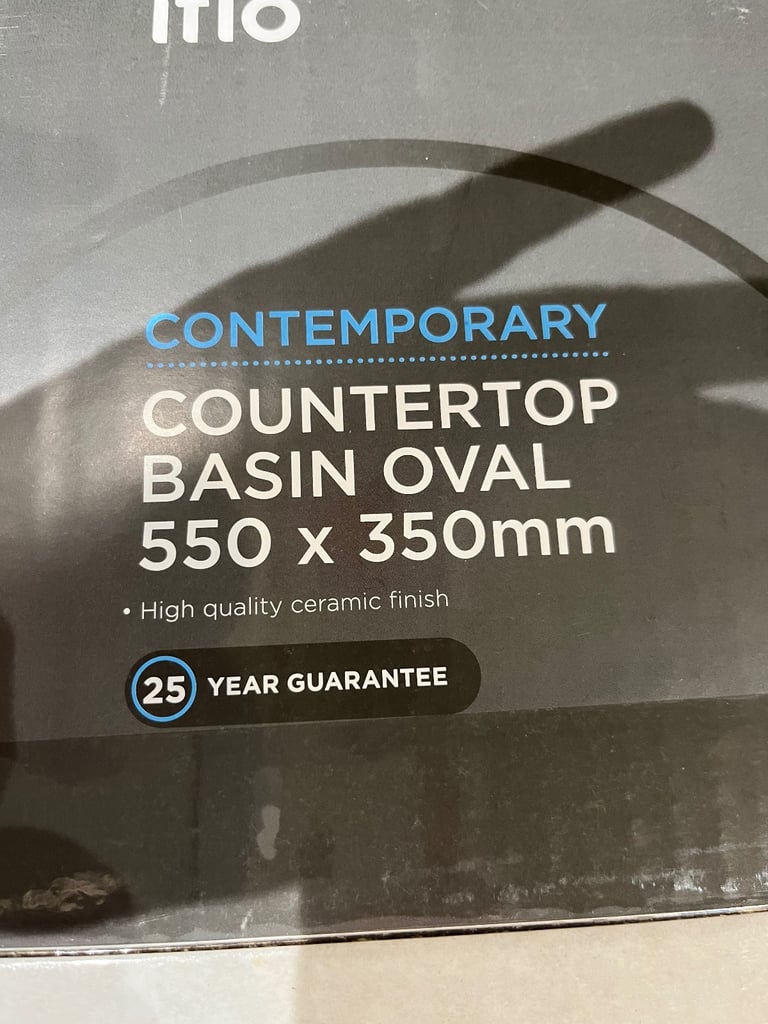 iflo
CONTEMPORARY
COUNTERTOP
BASIN OVAL
550 x 350mm
• High quality ceramic finish
25 YEAR GUARANTEE